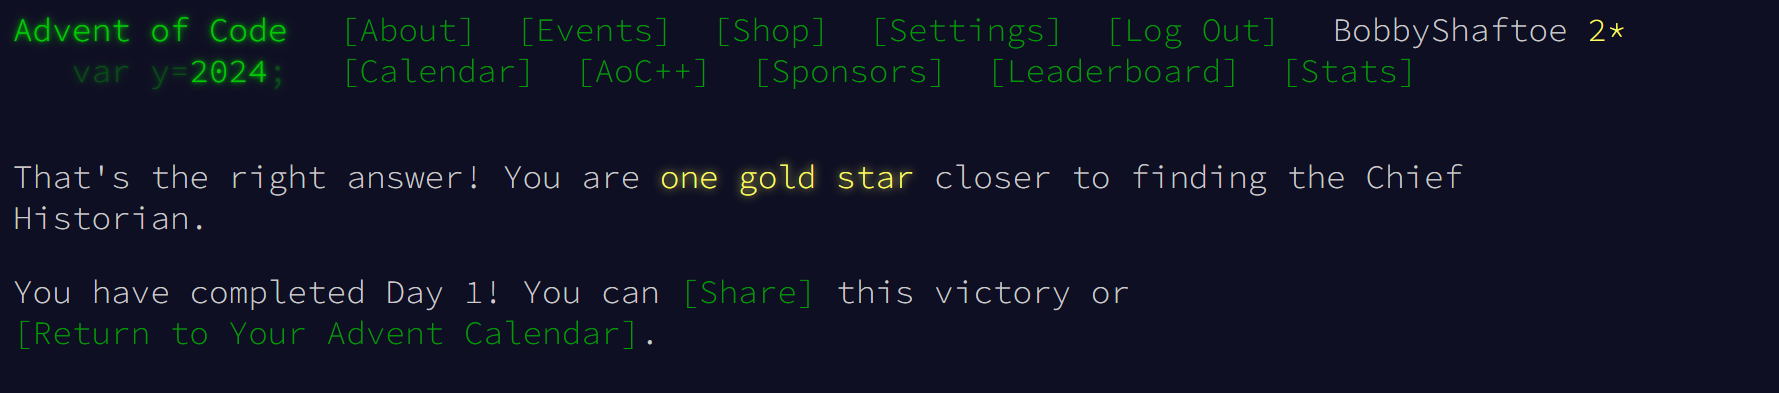 Advent of Code [About] [Events] [Shop] [Settings] [Log Out] BobbyShaftoe 2*
var y=2024; [Calendar] [AoC++] [Sponsors] [Leaderboard] [Stats]
That's the right answer! You are one gold star closer to finding the Chief
Historian.
You have completed Day 1! You can [Share] this victory or
[Return to Your Advent Calendar].